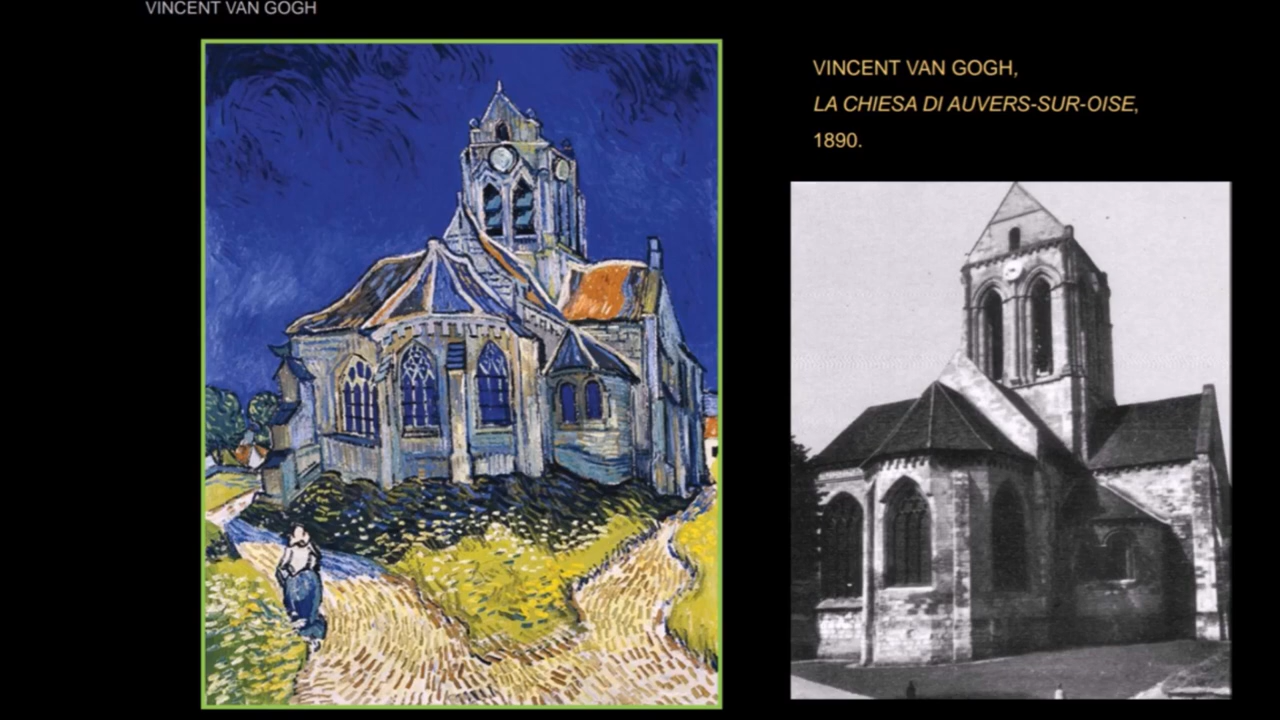 VINCENT VAN GOGH
VINCENT VAN GOGH,
LA CHIESA DI AUVERS-SUR-OISE,
1890.